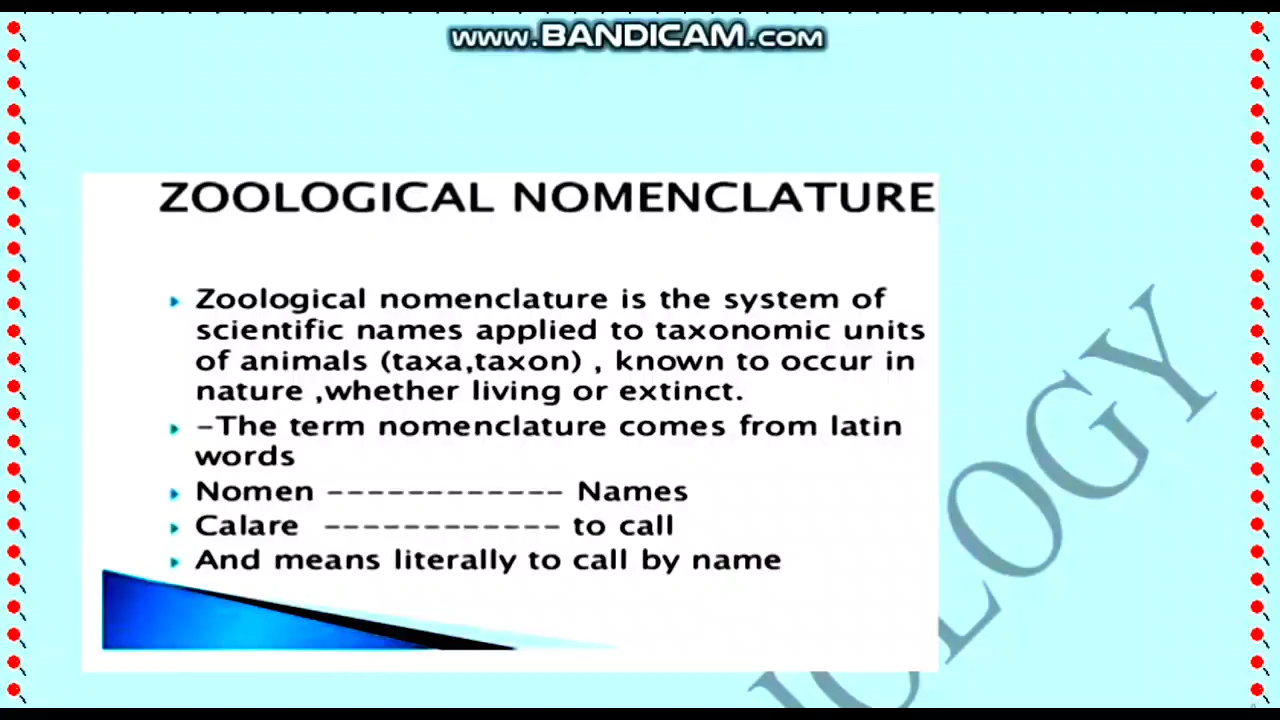 www.BANDICAM.com
ZOOLOGICAL NOMENCLATURE
Zoological nomenclature is the system of
scientific names applied to taxonomic units
of animals (taxa,taxon) , known to occur in
nature ,whether living or extinct.
-The term nomenclature comes from latin
words
Nomen ------------ Names
Calare ------------ to call
And means literally to call by name
OLOGY